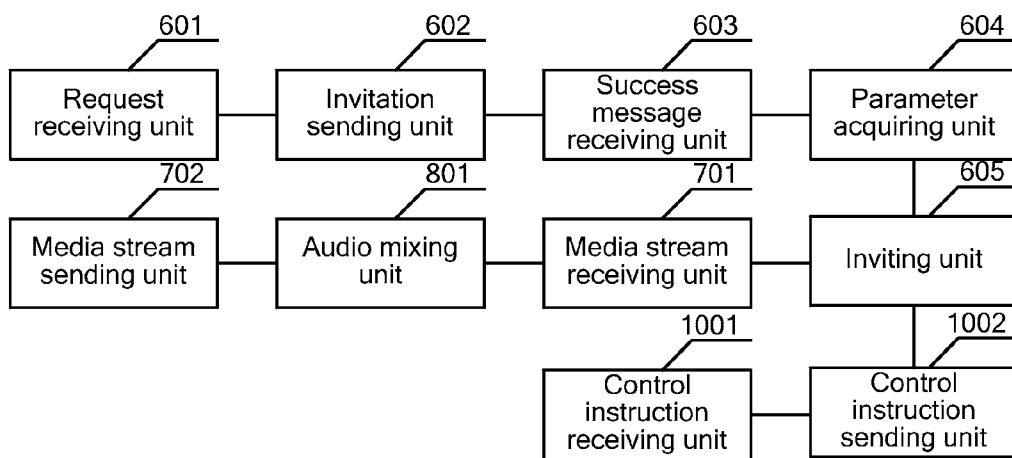 601
602
603
604
Request
receiving unit
Invitation
sending unit
Success
message
receiving unit
Parameter
acquiring unit
702
801
701
605
Media stream
sending unit
Audio mixing
unit
Media stream
receiving unit
Inviting unit
1001
1002
Control
instruction
receiving unit
Control
instruction
sending unit